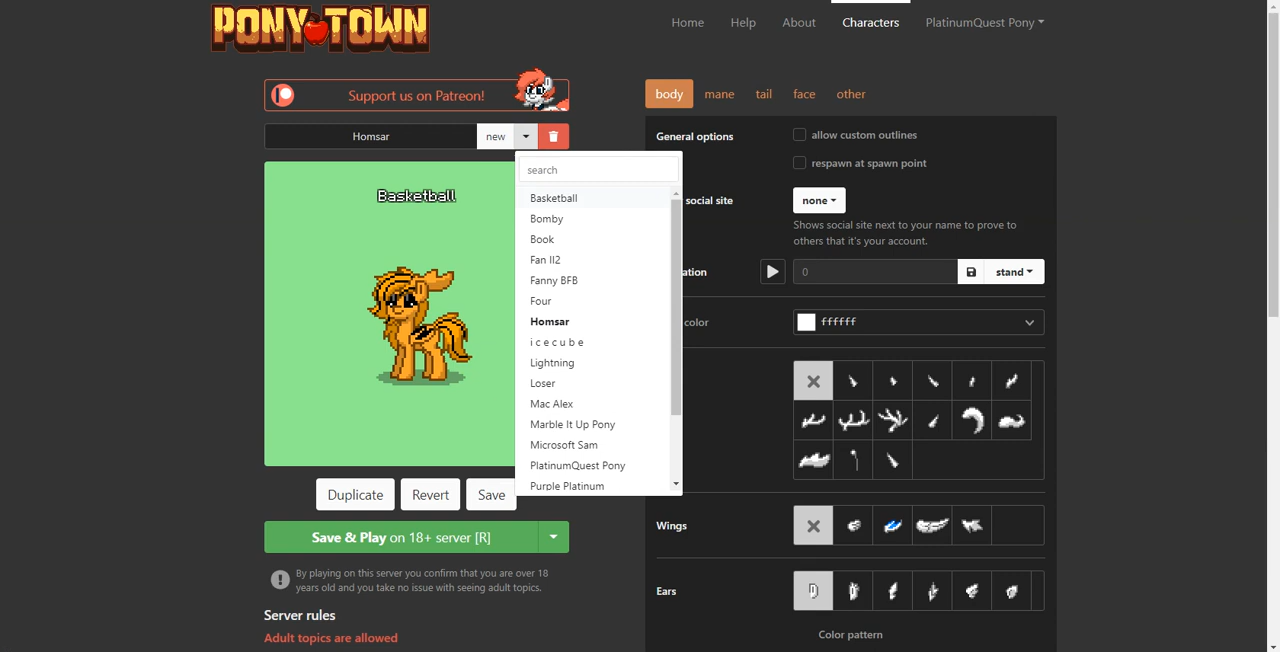 PONY TOWN
Home Help About Characters PlatinumQuest Pony
Support us on Patreon!
Homsar new
search
Basketball
Bomby
Book
Fan II2
Fanny BFB
Four
Homsar
i c e c u b e
Lightning
Loser
Mac Alex
Marble It Up Pony
Microsoft Sam
PlatinumQuest Pony
Purple Platinum
Basketball
Duplicate Revert Save
Save & Play on 18+ server [R]
By playing on this server you confirm that you are over 18
years old and you take no issue with seeing adult topics.
Server rules
Adult topics are allowed
body mane tail face other
General options
allow custom outlines
respawn at spawn point
social site
none
Shows social site next to your name to prove to
others that it's your account.
ation
0
stand
color
ffffff
Wings
Ears
Color pattern